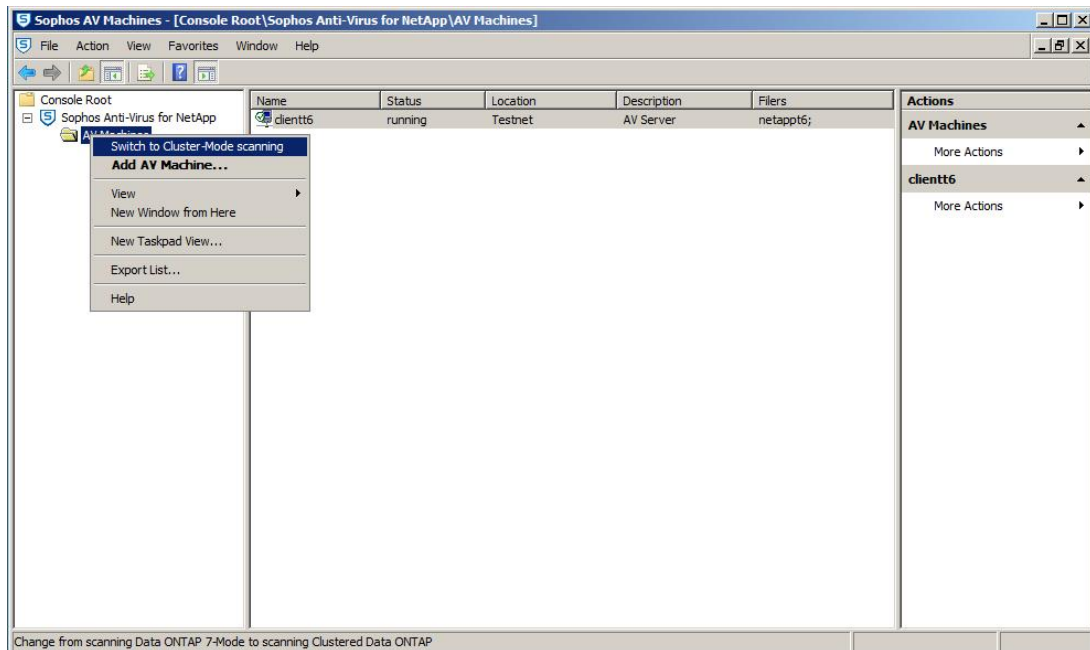 Sophos AV Machines - [Console Root\Sophos Anti-Virus for NetApp\AV Machines]
File Action View Favorites Window Help
Console Root
Sophos Anti-Virus for NetApp
AV Machines
Switch to Cluster-Mode scanning
Add AV Machine...
View
New Window from Here
New Taskpad View...
Export List...
Help
Name Status Location Description Filers
clientt6 running Testnet AV Server netappt6;
Actions
AV Machines
More Actions
clientt6
More Actions
Change from scanning Data ONTAP 7-Mode to scanning Clustered Data ONTAP